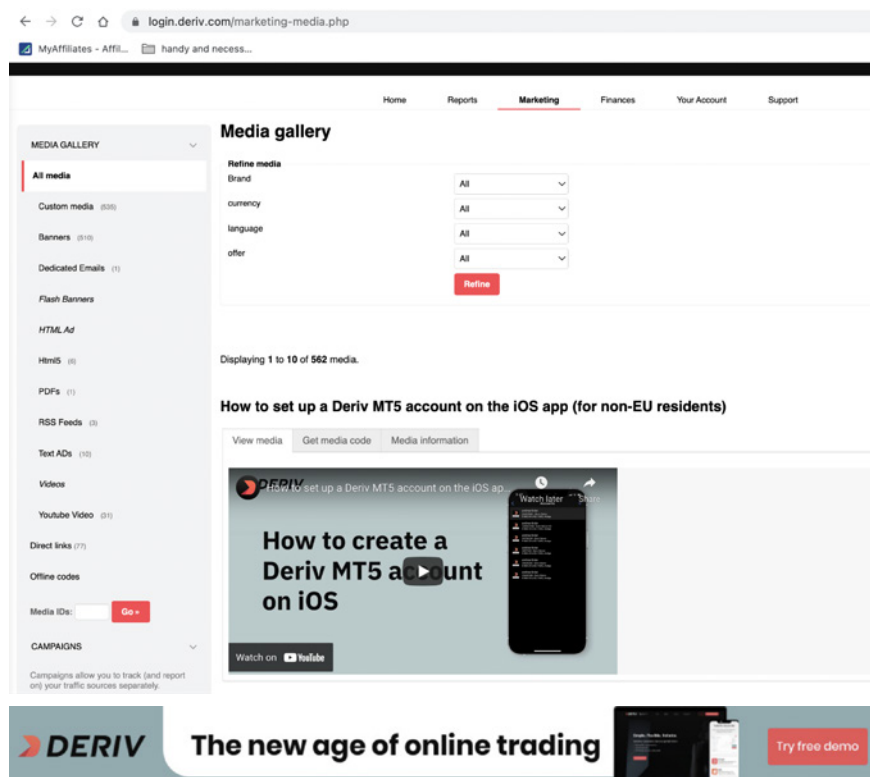 login.deriv.com/marketing-media.php
MyAffiliates - Affil... handy and necess...
Home Reports Marketing Finances Your Account Support
MEDIA GALLERY
All media
Custom media (535)
Banners (510)
Dedicated Emails (1)
Flash Banners
HTML Ad
Html5 (6)
PDFs (1)
RSS Feeds (3)
Text ADs (10)
Videos
Youtube Video (31)
Direct links (77)
Offline codes
Media IDs: Go »
CAMPAIGNS
Campaigns allow you to track (and report
on) your traffic sources separately.
Media gallery
Refine media
Brand All
currency All
language All
offer All
Refine
Displaying 1 to 10 of 562 media.
How to set up a Deriv MT5 account on the iOS app (for non-EU residents)
View media Get media code Media information
DERIV
How to set up a Deriv MT5 account on the iOS ap...
Watch later Share
How to create a
Deriv MT5 account
on iOS
Watch on YouTube
DERIV The new age of online trading Try free demo